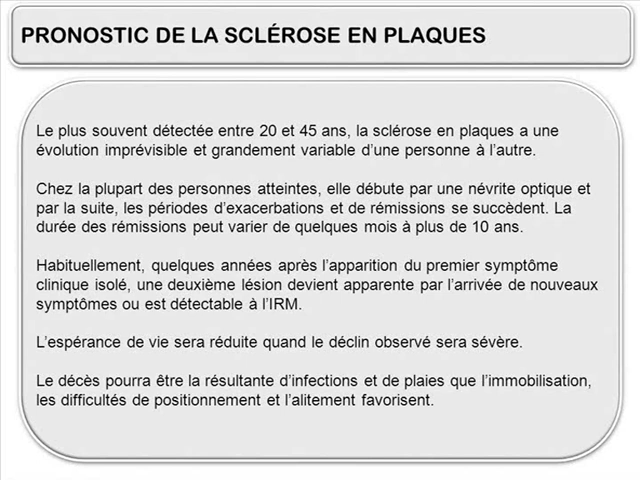 PRONOSTIC DE LA SCLÉROSE EN PLAQUES
Le plus souvent détectée entre 20 et 45 ans, la sclérose en plaques a une
évolution imprévisible et grandement variable d’une personne à l’autre.
Chez la plupart des personnes atteintes, elle débute par une névrite optique et
par la suite, les périodes d’exacerbations et de rémissions se succèdent. La
durée des rémissions peut varier de quelques mois à plus de 10 ans.
Habituellement, quelques années après l’apparition du premier symptôme
clinique isolé, une deuxième lésion devient apparente par l’arrivée de nouveaux
symptômes ou est détectable à l’IRM.
L’espérance de vie sera réduite quand le déclin observé sera sévère.
Le décès pourra être la résultante d’infections et de plaies que l’immobilisation,
les difficultés de positionnement et l’alitement favorisent.